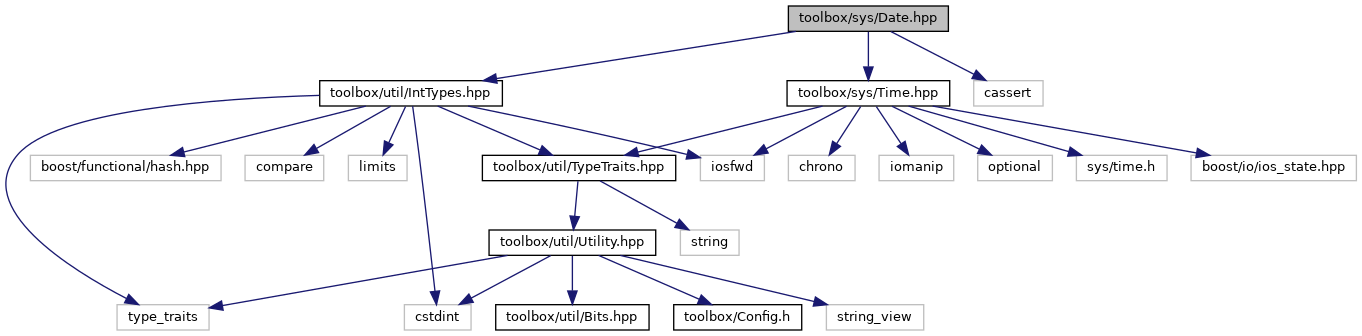 toolbox/sys/Date.hpp
toolbox/util/IntTypes.hpp
toolbox/sys/Time.hpp
cassert
boost/functional/hash.hpp
compare
limits
toolbox/util/TypeTraits.hpp
iosfwd
chrono
iomanip
optional
sys/time.h
boost/io/ios_state.hpp
toolbox/util/Utility.hpp
string
type_traits
cstdint
toolbox/util/Bits.hpp
toolbox/Config.h
string_view